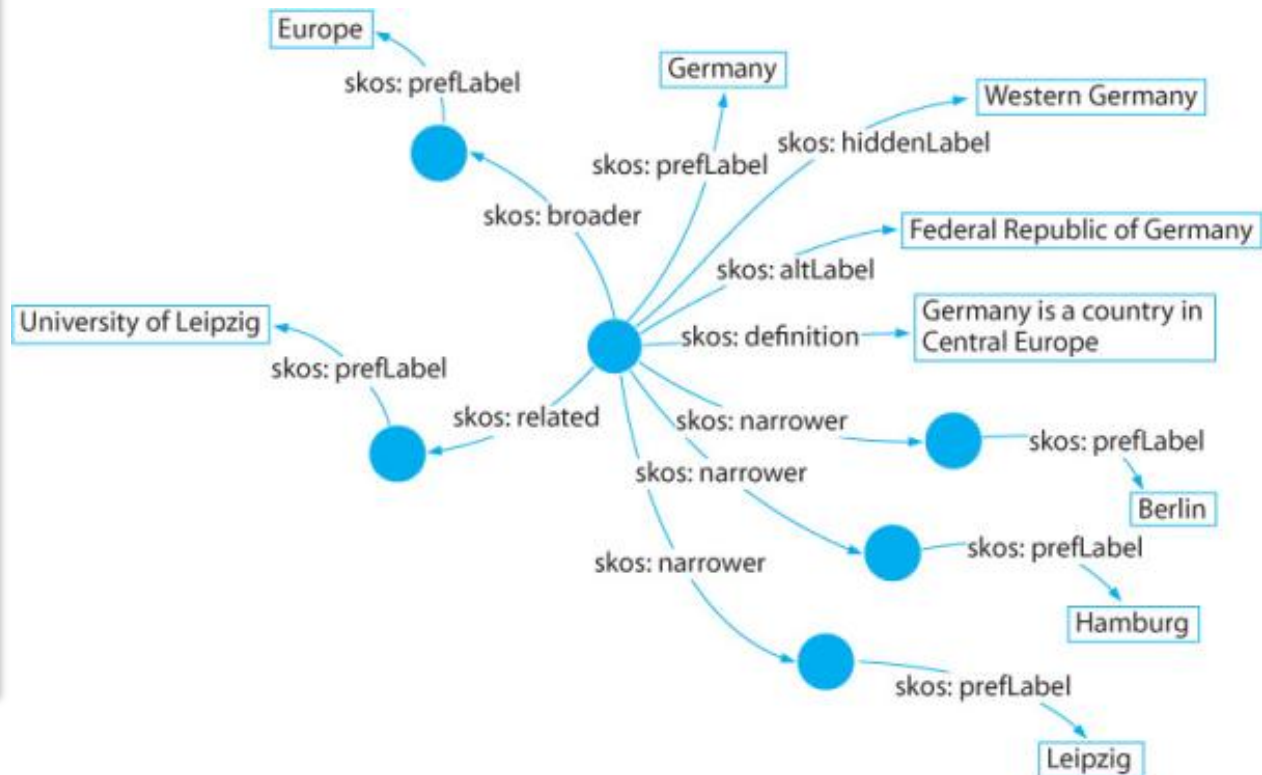 Europe
skos: prefLabel
Germany
Western Germany
skos: hiddenLabel
skos: prefLabel
skos: broader
Federal Republic of Germany
skos: altLabel
University of Leipzig
Germany is a country in
Central Europe
skos: definition
skos: prefLabel
skos: related
skos: narrower
skos: prefLabel
skos: narrower
Berlin
skos: prefLabel
skos: narrower
Hamburg
skos: prefLabel
Leipzig